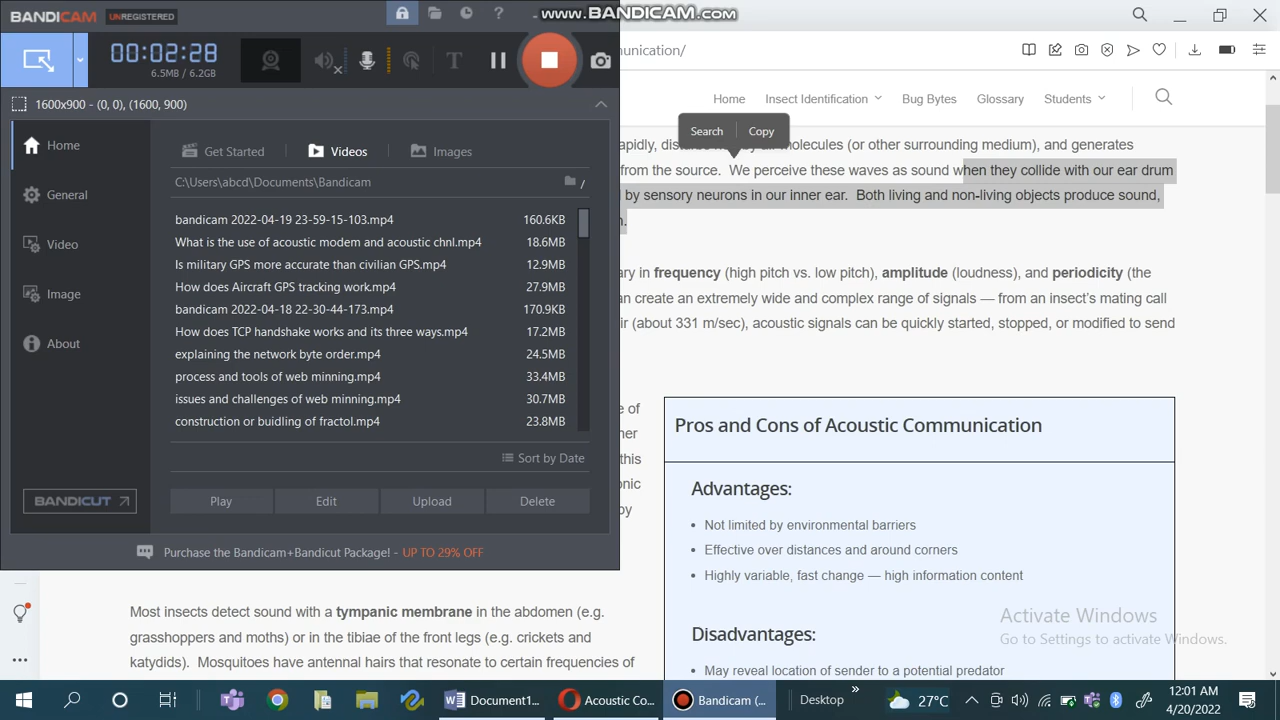 BANDICAM UNREGISTERED
www.BANDICAM.com
00:02:28
6.5MB / 6.2GB
1600x900 - (0, 0), (1600, 900)
Home
General
Video
Image
About
BANDICUT
Get Started
Videos
Images
C:\Users\abcd\Documents\Bandicam
bandicam 2022-04-19 23-59-15-103.mp4 160.6KB
What is the use of acoustic modem and acoustic chnl.mp4 18.6MB
Is military GPS more accurate than civilian GPS.mp4 12.9MB
How does Aircraft GPS tracking work.mp4 27.9MB
bandicam 2022-04-18 22-30-44-173.mp4 170.9KB
How does TCP handshake works and its three ways.mp4 17.2MB
explaining the network byte order.mp4 24.5MB
process and tools of web minning.mp4 33.4MB
issues and challenges of web minning.mp4 30.7MB
construction or buidling of fractol.mp4 23.8MB
Sort by Date
Play Edit Upload Delete
Purchase the Bandicam+Bandicut Package! - UP TO 29% OFF
unication/
Home Insect Identification Bug Bytes Glossary Students
Search Copy
apidly, molecules (or other surrounding medium), and generates
from the source. We perceive these waves as sound when they collide with our ear drum
by sensory neurons in our inner ear. Both living and non-living objects produce sound,
ary in frequency (high pitch vs. low pitch), amplitude (loudness), and periodicity (the
an create an extremely wide and complex range of signals — from an insect's mating call
ir (about 331 m/sec), acoustic signals can be quickly started, stopped, or modified to send
e of
her
this
onic
by
Pros and Cons of Acoustic Communication
Advantages:
• Not limited by environmental barriers
• Effective over distances and around corners
• Highly variable, fast change — high information content
Disadvantages:
• May reveal location of sender to a potential predator
Most insects detect sound with a tympanic membrane in the abdomen (e.g.
grasshoppers and moths) or in the tibiae of the front legs (e.g. crickets and
katydids). Mosquitoes have antennal hairs that resonate to certain frequencies of
Activate Windows
Go to Settings to activate Windows.
Document1... Acoustic Co... Bandicam (... Desktop 27°C 12:01 AM
4/20/2022